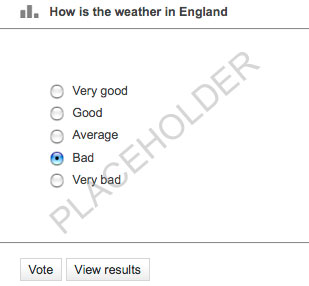 How is the weather in England
Very good
Good
Average
Bad
Very bad
PLACEHOLDER
Vote
View results